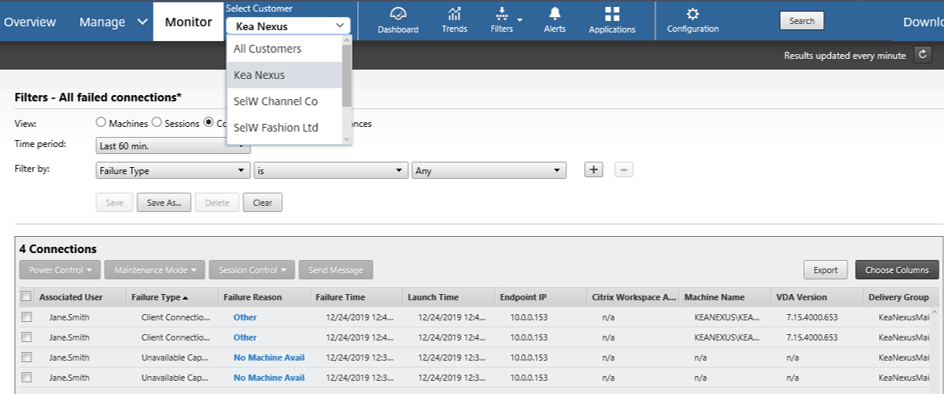 Select Customer
Overview Manage Monitor Kea Nexus Dashboard Trends Filters Alerts Applications Configuration Search Downlo
All Customers
Kea Nexus
SelW Channel Co
SelW Fashion Ltd
Results updated every minute
Filters - All failed connections*
View: Machines Sessions Co ances
Time period: Last 60 min.
Filter by: Failure Type is Any + −
Save Save As... Delete Clear
4 Connections
Power Control Maintenance Mode Session Control Send Message Export Choose Columns
Associated User Failure Type Failure Reason Failure Time Launch Time Endpoint IP Citrix Workspace A... Machine Name VDA Version Delivery Group
Jane.Smith Client Connectio... Other 12/24/2019 12:4... 12/24/2019 12:4... 10.0.0.153 n/a KEANEXUS\KEA... 7.15.4000.653 KeaNexusMai
Jane.Smith Client Connectio... Other 12/24/2019 12:4... 12/24/2019 12:4... 10.0.0.153 n/a KEANEXUS\KEA... 7.15.4000.653 KeaNexusMai
Jane.Smith Unavailable Cap... No Machine Avail 12/24/2019 12:3... 12/24/2019 12:3... 10.0.0.153 n/a n/a n/a KeaNexusMai
Jane.Smith Unavailable Cap... No Machine Avail 12/24/2019 12:3... 12/24/2019 12:3... 10.0.0.153 n/a n/a n/a KeaNexusMai